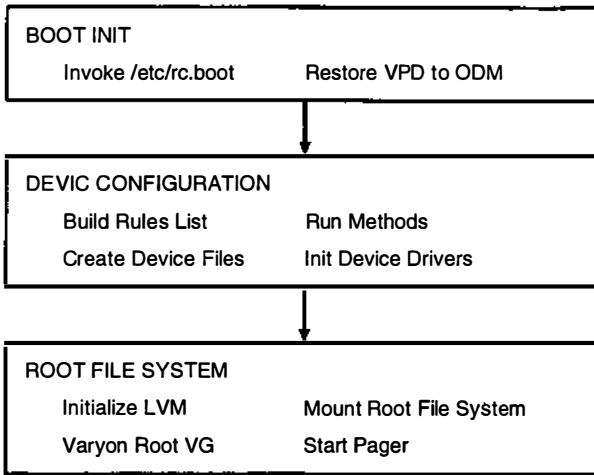 BOOT INIT
Invoke /etc/rc.boot Restore VPD to ODM
DEVIC CONFIGURATION
Build Rules List Run Methods
Create Device Files Init Device Drivers
ROOT FILE SYSTEM
Initialize LVM Mount Root File System
Varyon Root VG Start Pager